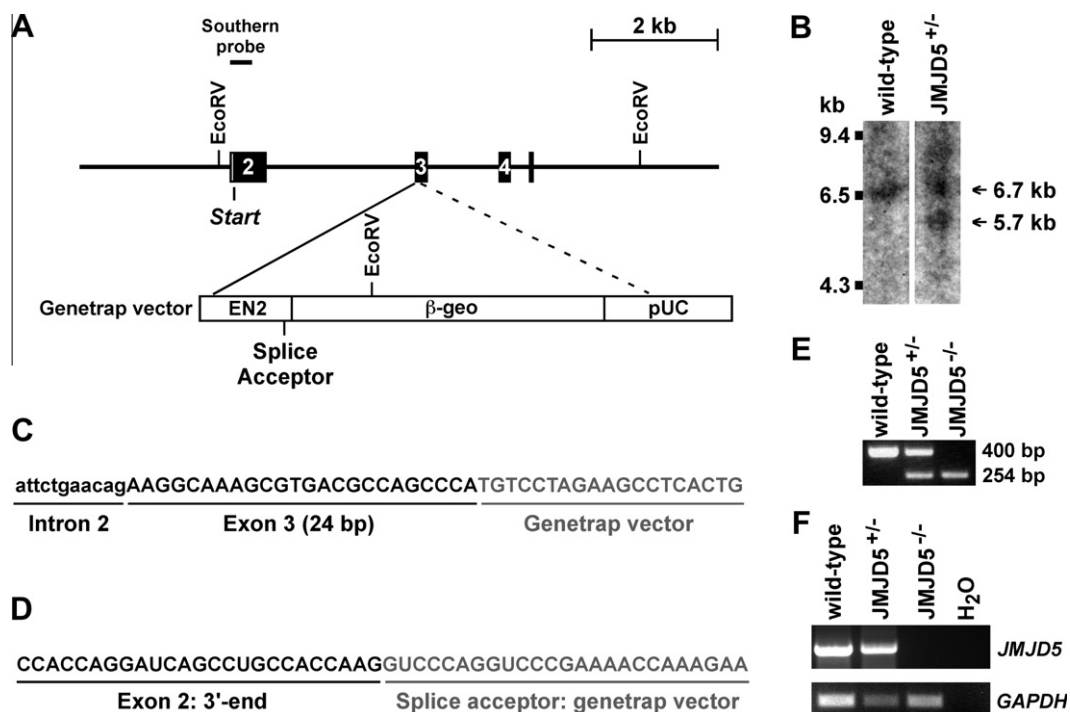 A
Southern
probe
2 kb
EcoRV
EcoRV
2
3
4
Start
EcoRV
Genetrap vector
EN2
β-geo
pUC
Splice
Acceptor
B
wild-type
JMJD5+/-
kb
9.4
6.5
4.3
6.7 kb
5.7 kb
C
attctgaacagAAGGCAAAGCGTGACGCCAGCCCATGTCCTAGAAGCCTCACTG
Intron 2
Exon 3 (24 bp)
Genetrap vector
D
CCACCAGGAUCAGCCUGCCACCAAGGUCCCAGGUCCCGAAAACCAAAGAA
Exon 2: 3'-end
Splice acceptor: genetrap vector
E
wild-type
JMJD5+/-
JMJD5-/-
400 bp
254 bp
F
wild-type
JMJD5+/-
JMJD5-/-
H2O
JMJD5
GAPDH